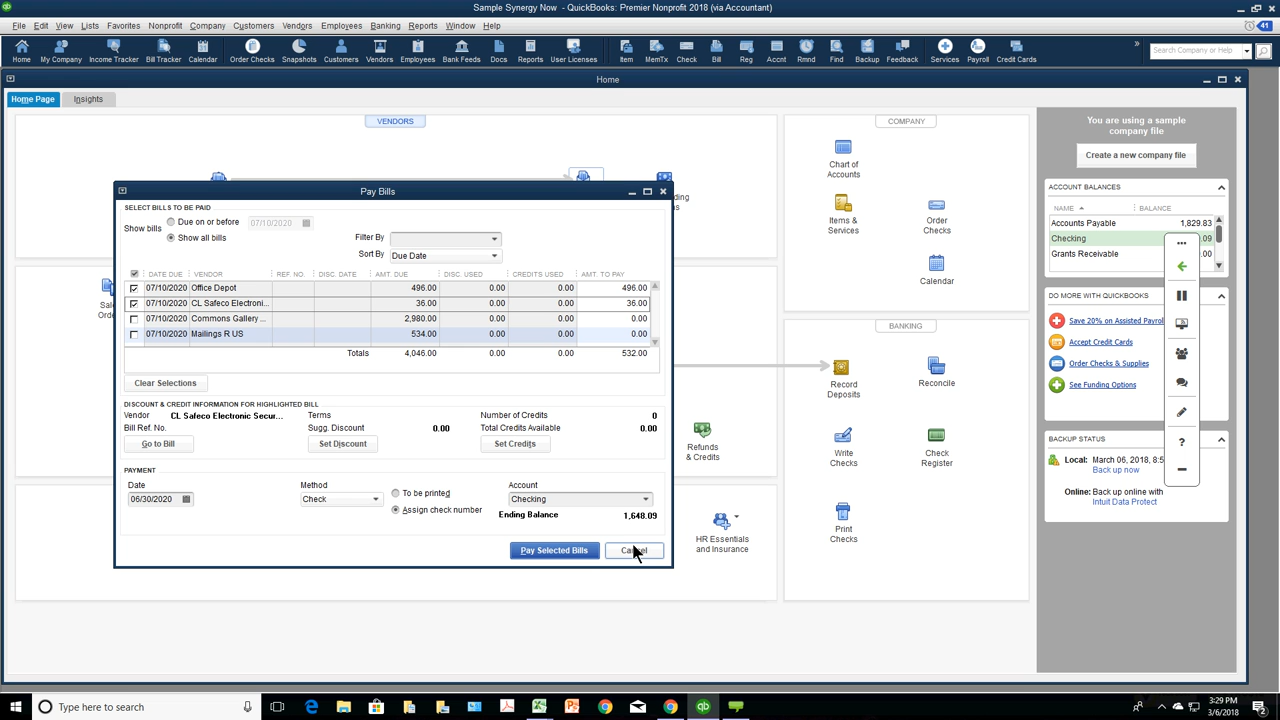 Sample Synergy Now - QuickBooks: Premier Nonprofit 2018 (via Accountant)
File Edit View Lists Favorites Nonprofit Company Customers Vendors Employees Banking Reports Window Help 41
Home My Company Income Tracker Bill Tracker Calendar Order Checks Snapshots Customers Vendors Employees Bank Feeds Docs Reports User Licenses Item MemTx Check Bill Reg Accnt Rmnd Find Backup Feedback Services Payroll Credit Cards
Search Company or Help
Home
Home Page Insights
VENDORS
COMPANY
Chart of
Accounts
Items &
Services
Order
Checks
Calendar
BANKING
Record
Deposits
Reconcile
Write
Checks
Check
Register
Print
Checks
Refunds
& Credits
HR Essentials
and Insurance
Pay Bills
SELECT BILLS TO BE PAID
Show bills
Due on or before 07/10/2020
Show all bills
Filter By
Sort By Due Date
DATE DUE VENDOR REF. NO. DISC. DATE AMT. DUE DISC. USED CREDITS USED AMT. TO PAY
07/10/2020 Office Depot 496.00 0.00 0.00 496.00
07/10/2020 CL Safeco Electroni... 36.00 0.00 0.00 36.00
07/10/2020 Commons Gallery ... 2,980.00 0.00 0.00 0.00
07/10/2020 Mailings R US 534.00 0.00 0.00 0.00
Totals 4,046.00 0.00 0.00 532.00
Clear Selections
DISCOUNT & CREDIT INFORMATION FOR HIGHLIGHTED BILL
Vendor CL Safeco Electronic Secur... Terms Number of Credits 0
Bill Ref. No. Sugg. Discount 0.00 Total Credits Available 0.00
Go to Bill Set Discount Set Credits
PAYMENT
Date Method Account
06/30/2020 Check To be printed Checking
Assign check number
Ending Balance 1,648.09
Pay Selected Bills
You are using a sample
company file
Create a new company file
ACCOUNT BALANCES
NAME BALANCE
Accounts Payable 1,829.83
Checking .09
Grants Receivable .00
DO MORE WITH QUICKBOOKS
Save 20% on Assisted Payrol
Accept Credit Cards
Order Checks & Supplies
See Funding Options
BACKUP STATUS
Local: March 06, 2018, 8:5
Back up now
Online: Back up online with
Intuit Data Protect
Type here to search
3:29 PM
3/6/2018
2